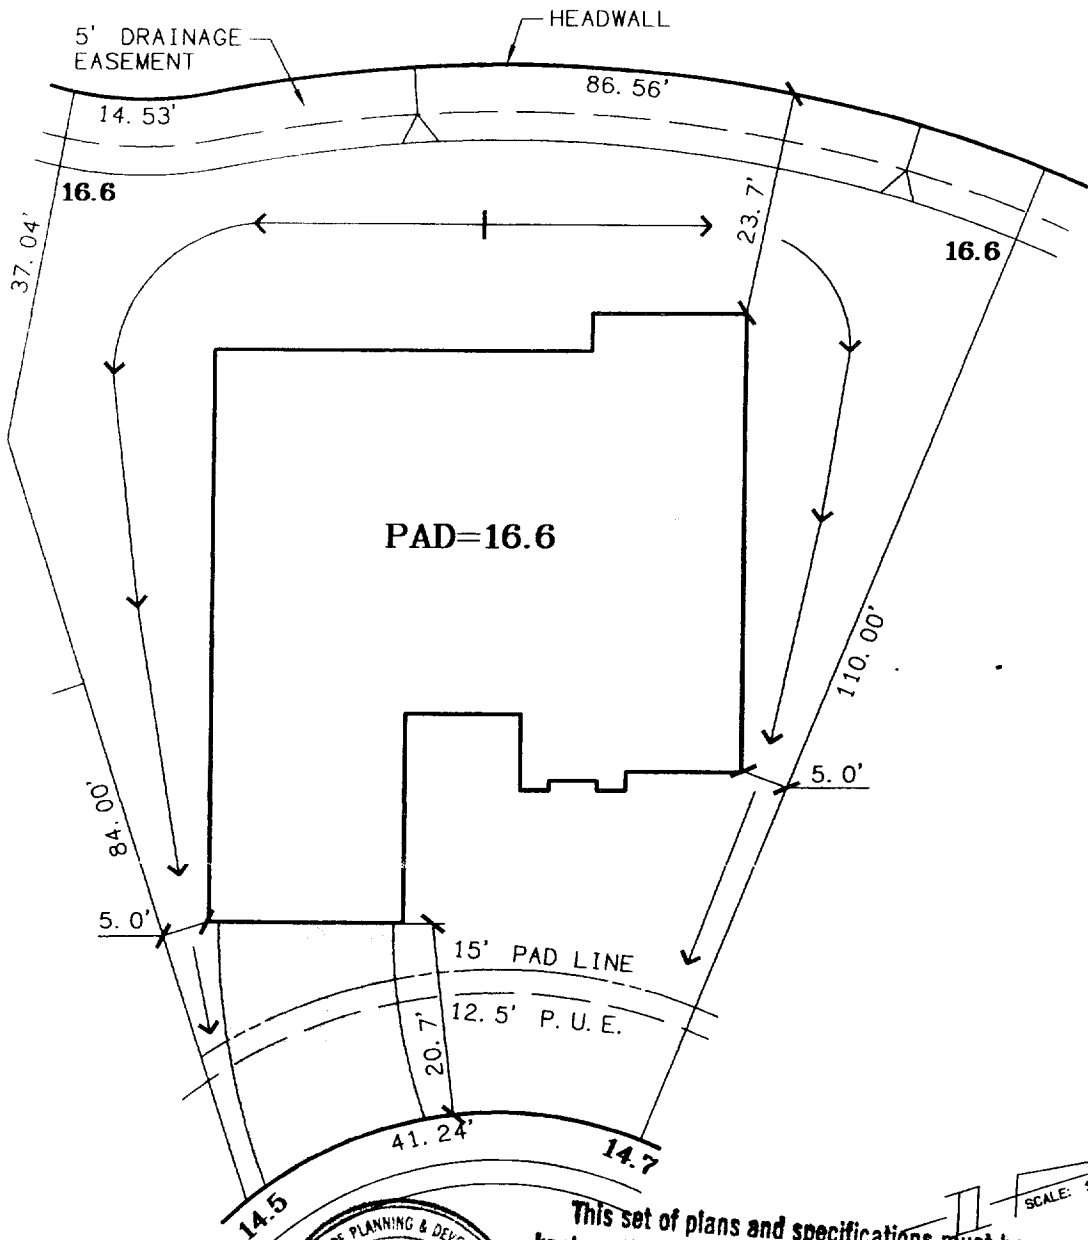 HEADWALL
5' DRAINAGE
EASEMENT
86.56'
14.53'
16.6
37.04'
23.7'
16.6
PAD=16.6
110.00'
5.0'
84.00'
5.0'
15' PAD LINE
12.5' P.U.E.
20.7'
41.24'
14.7
14.5
PLANNING &
SCALE:
This set of plans and specifications must